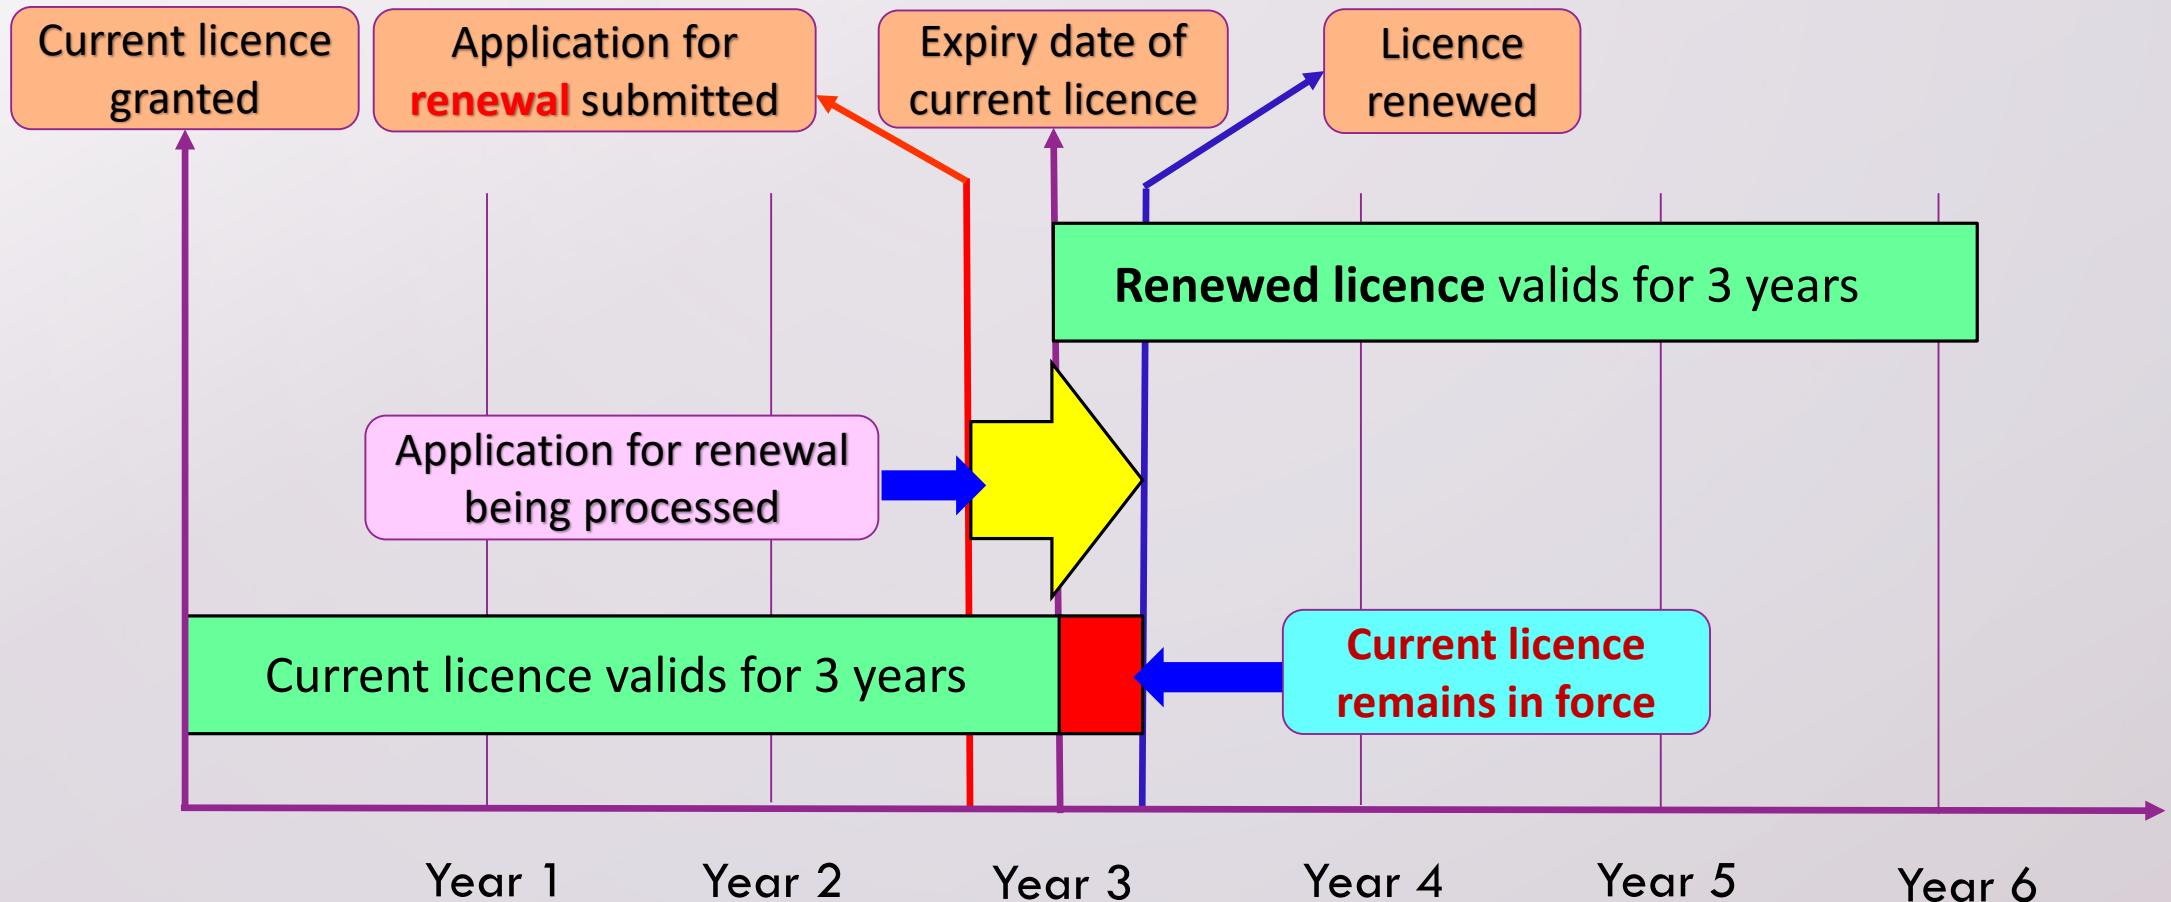 Current licence
granted
Application for
renewal submitted
Expiry date of
current licence
Licence
renewed
Renewed licence valids for 3 years
Application for renewal
being processed
Current licence valids for 3 years
Current licence
remains in force
Year 1
Year 2
Year 3
Year 4
Year 5
Year 6